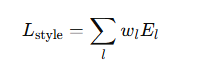 L_style = ∑_l w_l E_l